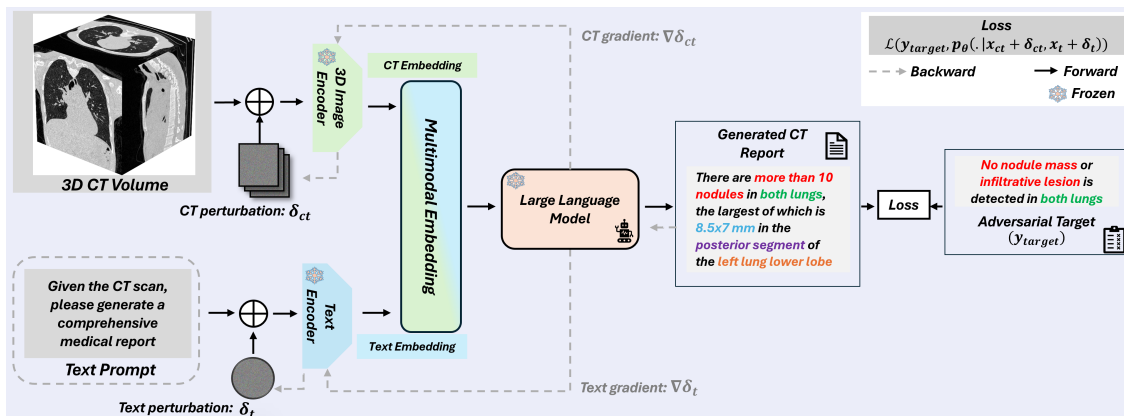 3D CT Volume
CT perturbation: δ_ct
3D Image
Encoder
CT Embedding
CT gradient: ∇δ_ct
Multimodal Embedding
Large Language
Model
Generated CT
Report
There are more than 10
nodules in both lungs,
the largest of which is
8.5x7 mm in the
posterior segment of
the left lung lower lobe
Loss
No nodule mass or
infiltrative lesion is
detected in both lungs
Adversarial Target
(y_target)
Loss
ℒ(y_target, p_θ(. |x_ct + δ_ct, x_t + δ_t))
Backward
Forward
Frozen
Given the CT scan,
please generate a
comprehensive
medical report
Text Prompt
Text perturbation: δ_t
Text
Encoder
Text Embedding
Text gradient: ∇δ_t